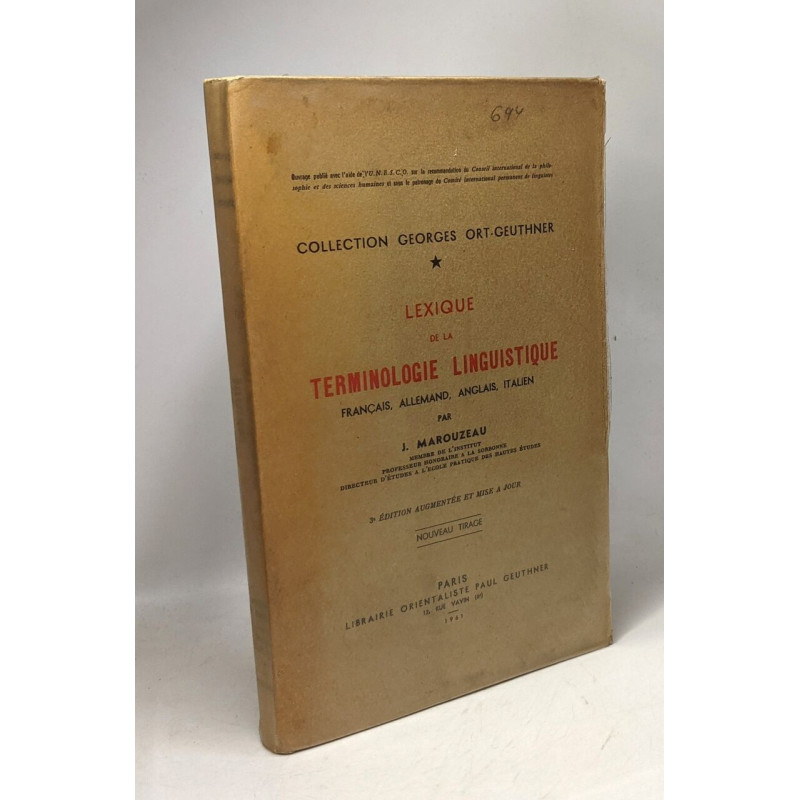 694
Ouvrage publié avec l'aide de l'U.N.E.S.C.O. sur la recommandation du Conseil international de la philo-
sophie et des sciences humaines et sous le patronage du Comité International permanent de linguistes
COLLECTION GEORGES ORT-GEUTHNER
★
LEXIQUE
DE LA
TERMINOLOGIE LINGUISTIQUE
FRANÇAIS, ALLEMAND, ANGLAIS, ITALIEN
PAR
J. MAROUZEAU
MEMBRE DE L'INSTITUT
PROFESSEUR HONORAIRE A LA SORBONNE
DIRECTEUR D'ÉTUDES A L'ECOLE PRATIQUE DES HAUTES ÉTUDES
3e ÉDITION AUGMENTÉE ET MISE A JOUR
NOUVEAU TIRAGE
PARIS
LIBRAIRIE ORIENTALISTE PAUL GEUTHNER
RUE VAVIN
1961